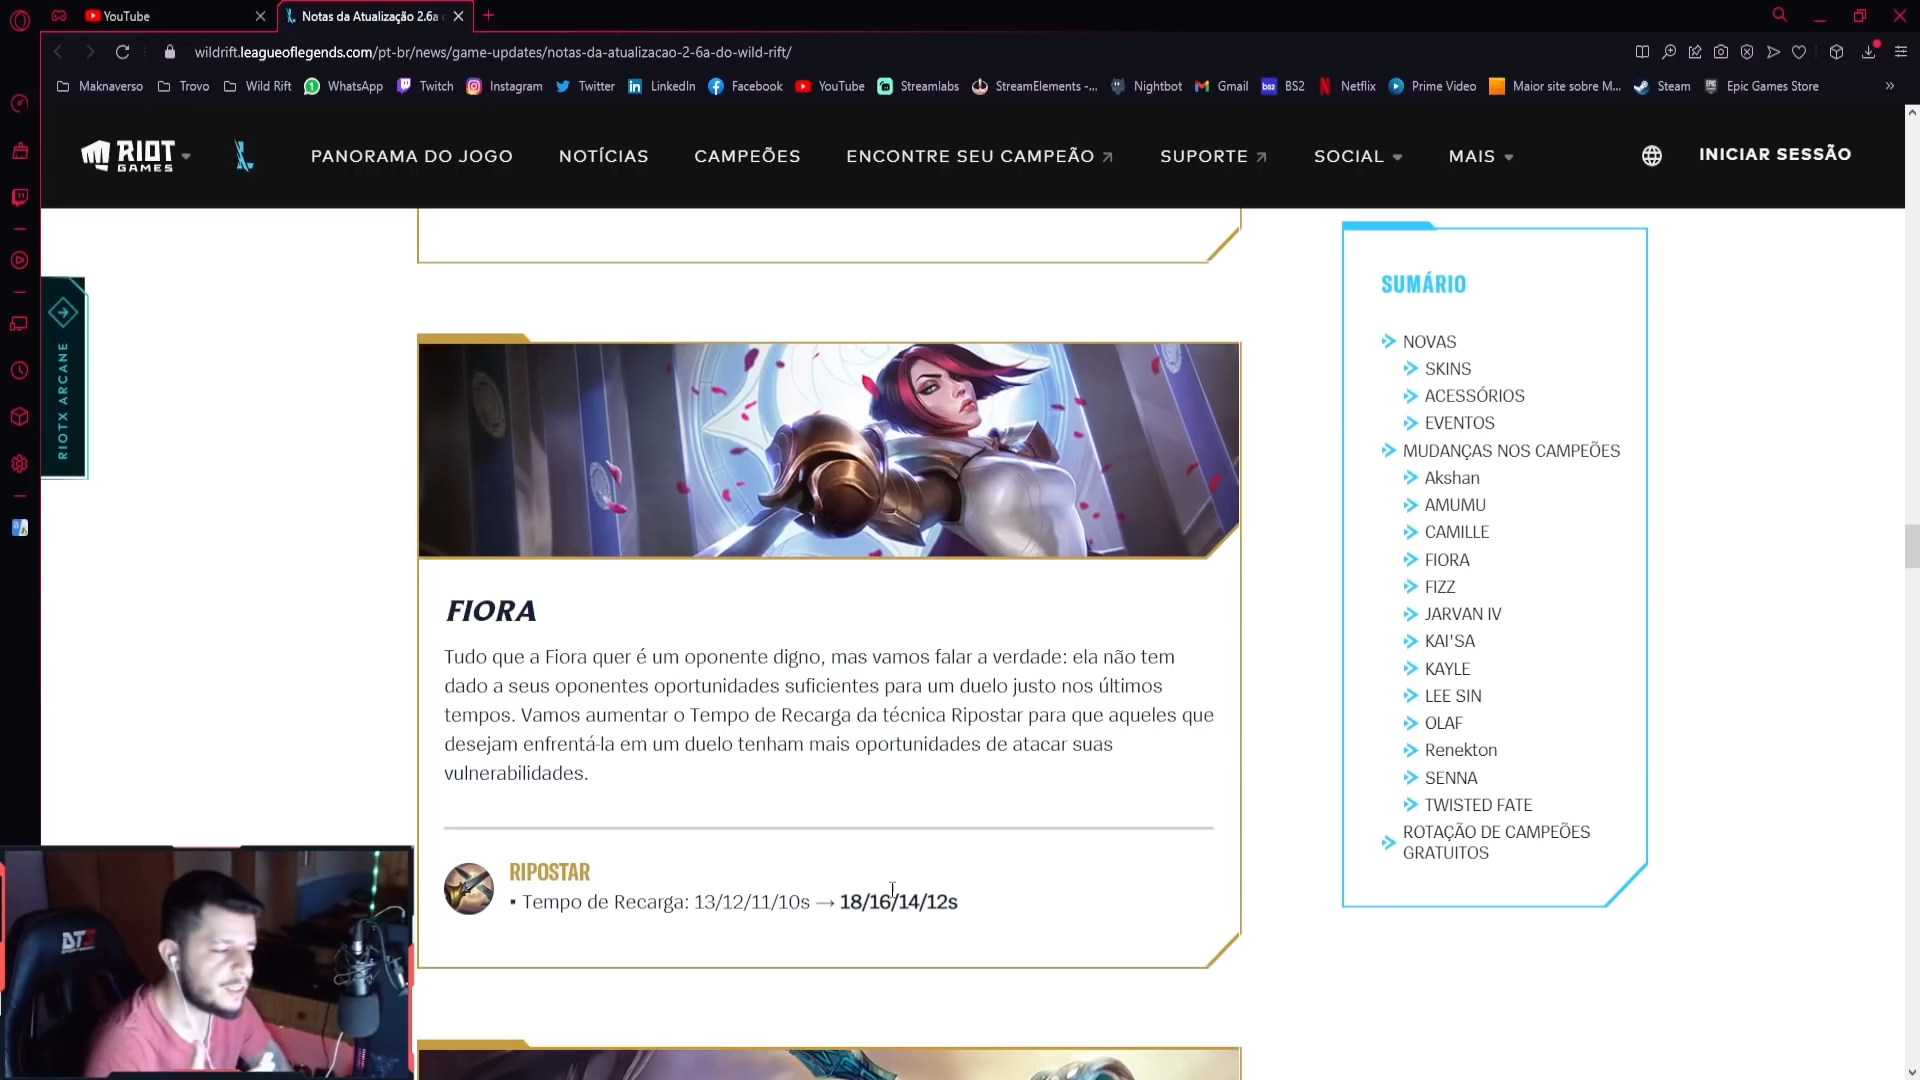 YouTube
Notas da Atualização 2.6a
wildrift.leagueoflegends.com/pt-br/news/game-updates/notas-da-atualizacao-2-6a-do-wild-rift/
Maknaverso Trovo Wild Rift WhatsApp Twitch Instagram Twitter LinkedIn Facebook YouTube Streamlabs StreamElements -... Nightbot Gmail BS2 Netflix Prime Video Maior site sobre M... Steam Epic Games Store
RIOT GAMES
PANORAMA DO JOGO NOTÍCIAS CAMPEÕES ENCONTRE SEU CAMPEÃO SUPORTE SOCIAL MAIS INICIAR SESSÃO
RIOTX ARCANE
FIORA
Tudo que a Fiora quer é um oponente digno, mas vamos falar a verdade: ela não tem
dado a seus oponentes oportunidades suficientes para um duelo justo nos últimos
tempos. Vamos aumentar o Tempo de Recarga da técnica Ripostar para que aqueles que
desejam enfrentá-la em um duelo tenham mais oportunidades de atacar suas
vulnerabilidades.
RIPOSTAR
▪ Tempo de Recarga: 13/12/11/10s → 18/16/14/12s
SUMÁRIO
NOVAS
SKINS
ACESSÓRIOS
EVENTOS
MUDANÇAS NOS CAMPEÕES
Akshan
AMUMU
CAMILLE
FIORA
FIZZ
JARVAN IV
KAI'SA
KAYLE
LEE SIN
OLAF
Renekton
SENNA
TWISTED FATE
ROTAÇÃO DE CAMPEÕES
GRATUITOS